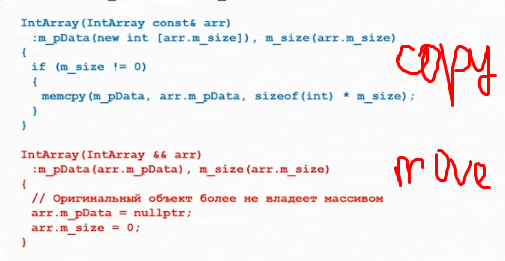 IntArray(IntArray const& arr)
:m_pData(new int [arr.m_size]), m_size(arr.m_size)
{
if (m_size != 0)
{
memcpy(m_pData, arr.m_pData, sizeof(int) * m_size);
}
}
copy
IntArray(IntArray && arr)
:m_pData(arr.m_pData), m_size(arr.m_size)
{
// Оригинальный объект более не владеет массивом
arr.m_pData = nullptr;
arr.m_size = 0;
}
move